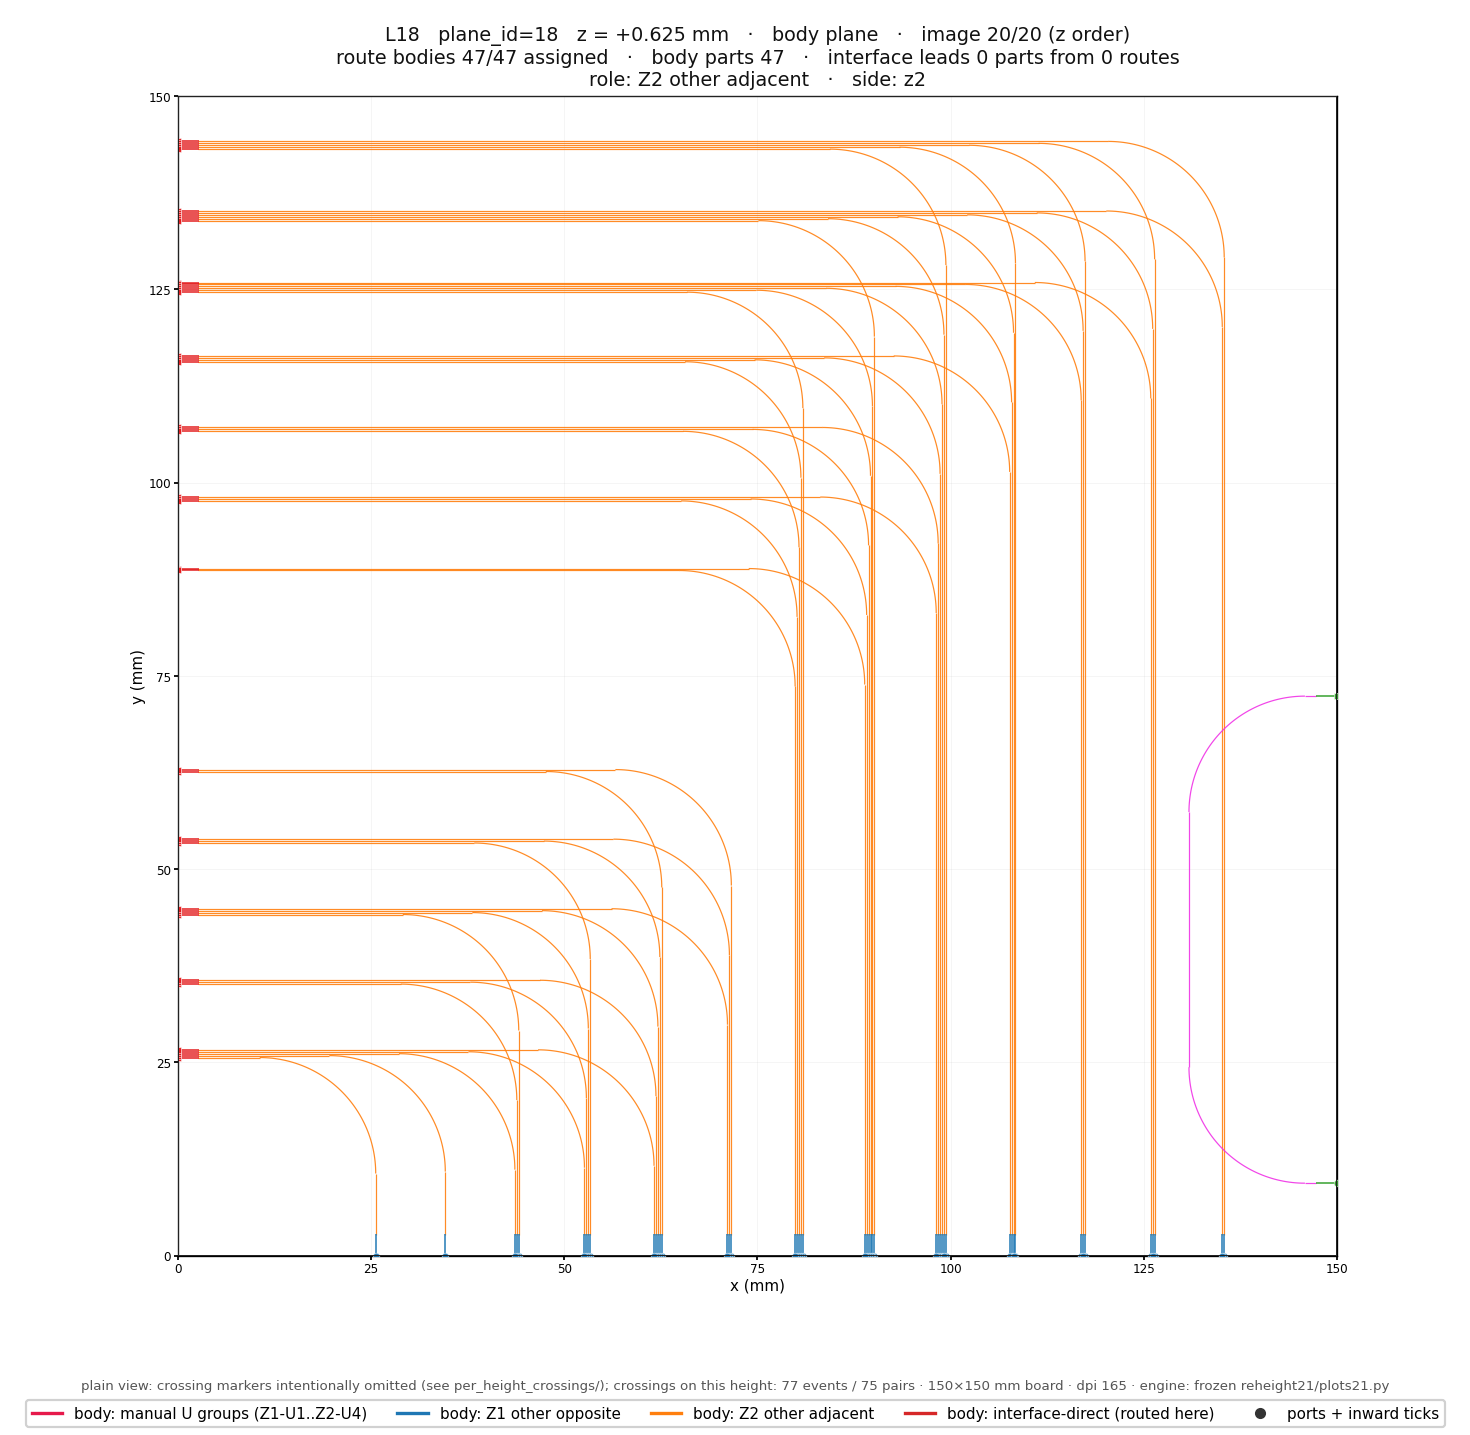 L18   plane_id=18   z = +0.625 mm   ·   body plane   ·   image 20/20 (z order)
route bodies 47/47 assigned   ·   body parts 47   ·   interface leads 0 parts from 0 routes
role: Z2 other adjacent   ·   side: z2
150
125
100
75
50
25
0
y (mm)
0 25 50 75 100 125 150
x (mm)
plain view: crossing markers intentionally omitted (see per_height_crossings/); crossings on this height: 77 events / 75 pairs · 150×150 mm board · dpi 165 · engine: frozen reheight21/plots21.py
body: manual U groups (Z1-U1..Z2-U4) body: Z1 other opposite body: Z2 other adjacent body: interface-direct (routed here) ports + inward ticks